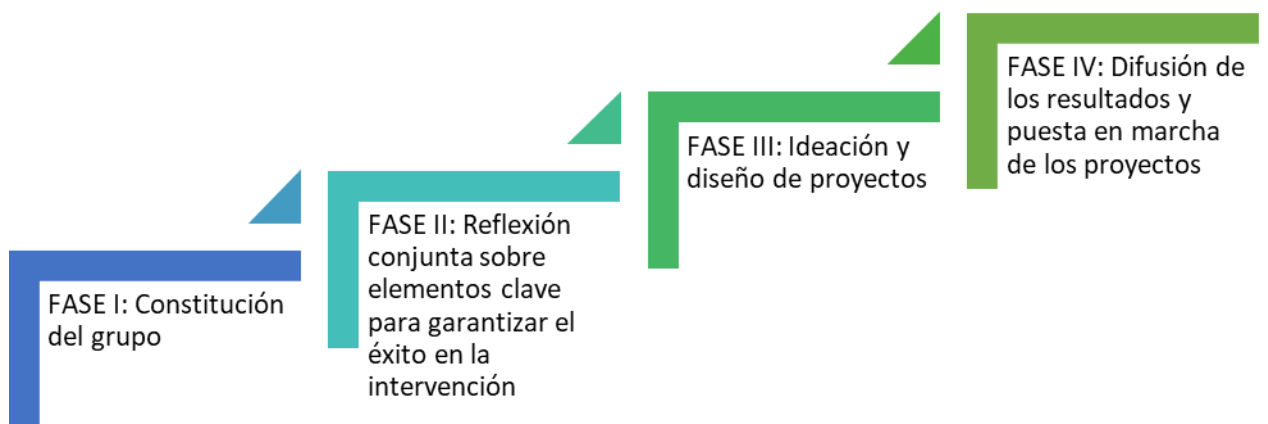 FASE I: Constitución
del grupo
FASE II: Reflexión
conjunta sobre
elementos clave
para garantizar el
éxito en la
intervención
FASE III: Ideación y
diseño de proyectos
FASE IV: Difusión de
los resultados y
puesta en marcha
de los proyectos